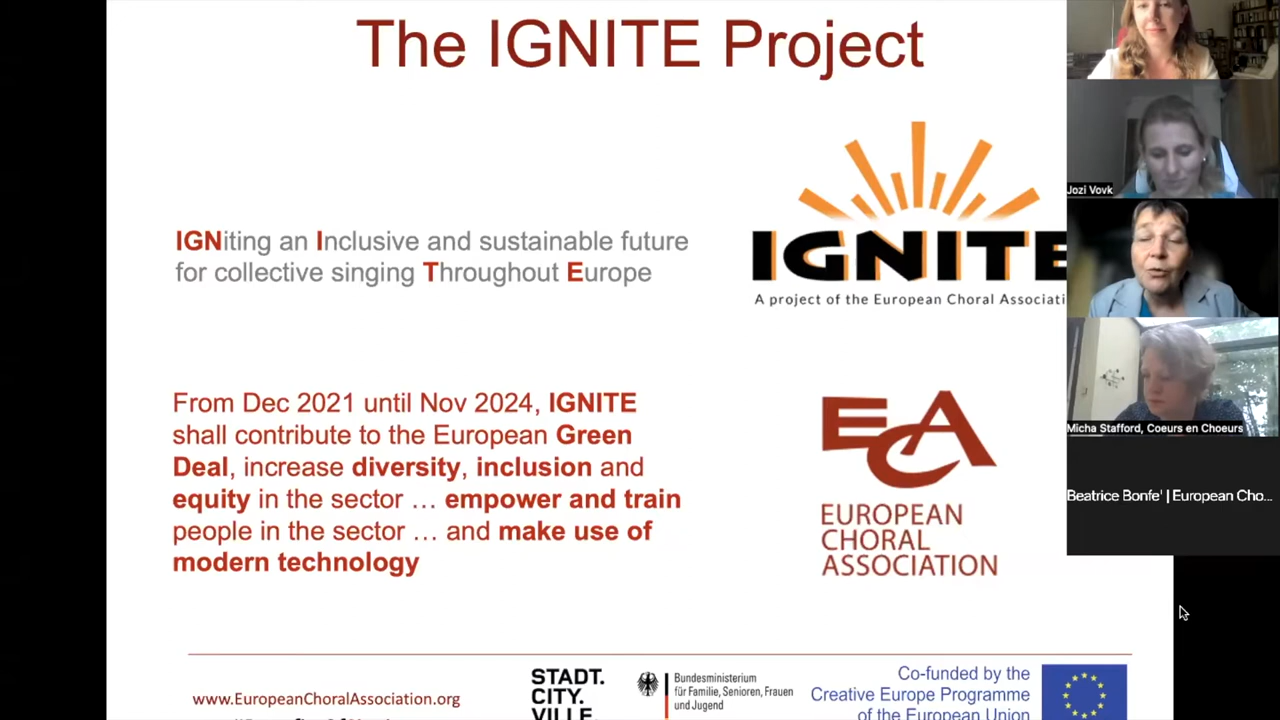 The IGNITE Project
IGNiting an Inclusive and sustainable future
for collective singing Throughout Europe
IGNITE
A project of the European Choral Associati
From Dec 2021 until Nov 2024, IGNITE
shall contribute to the European Green
Deal, increase diversity, inclusion and
equity in the sector … empower and train
people in the sector … and make use of
modern technology
ECA
EUROPEAN
CHORAL
ASSOCIATION
www.EuropeanChoralAssociation.org
STADT.
CITY.
VILLE.
Bundesministerium
für Familie, Senioren, Frauen
und Jugend
Co-funded by the
Creative Europe Programme
of the European Union
Jozi Vovk
Micha Stafford, Coeurs en Choeurs
Beatrice Bonfe' | European Cho...